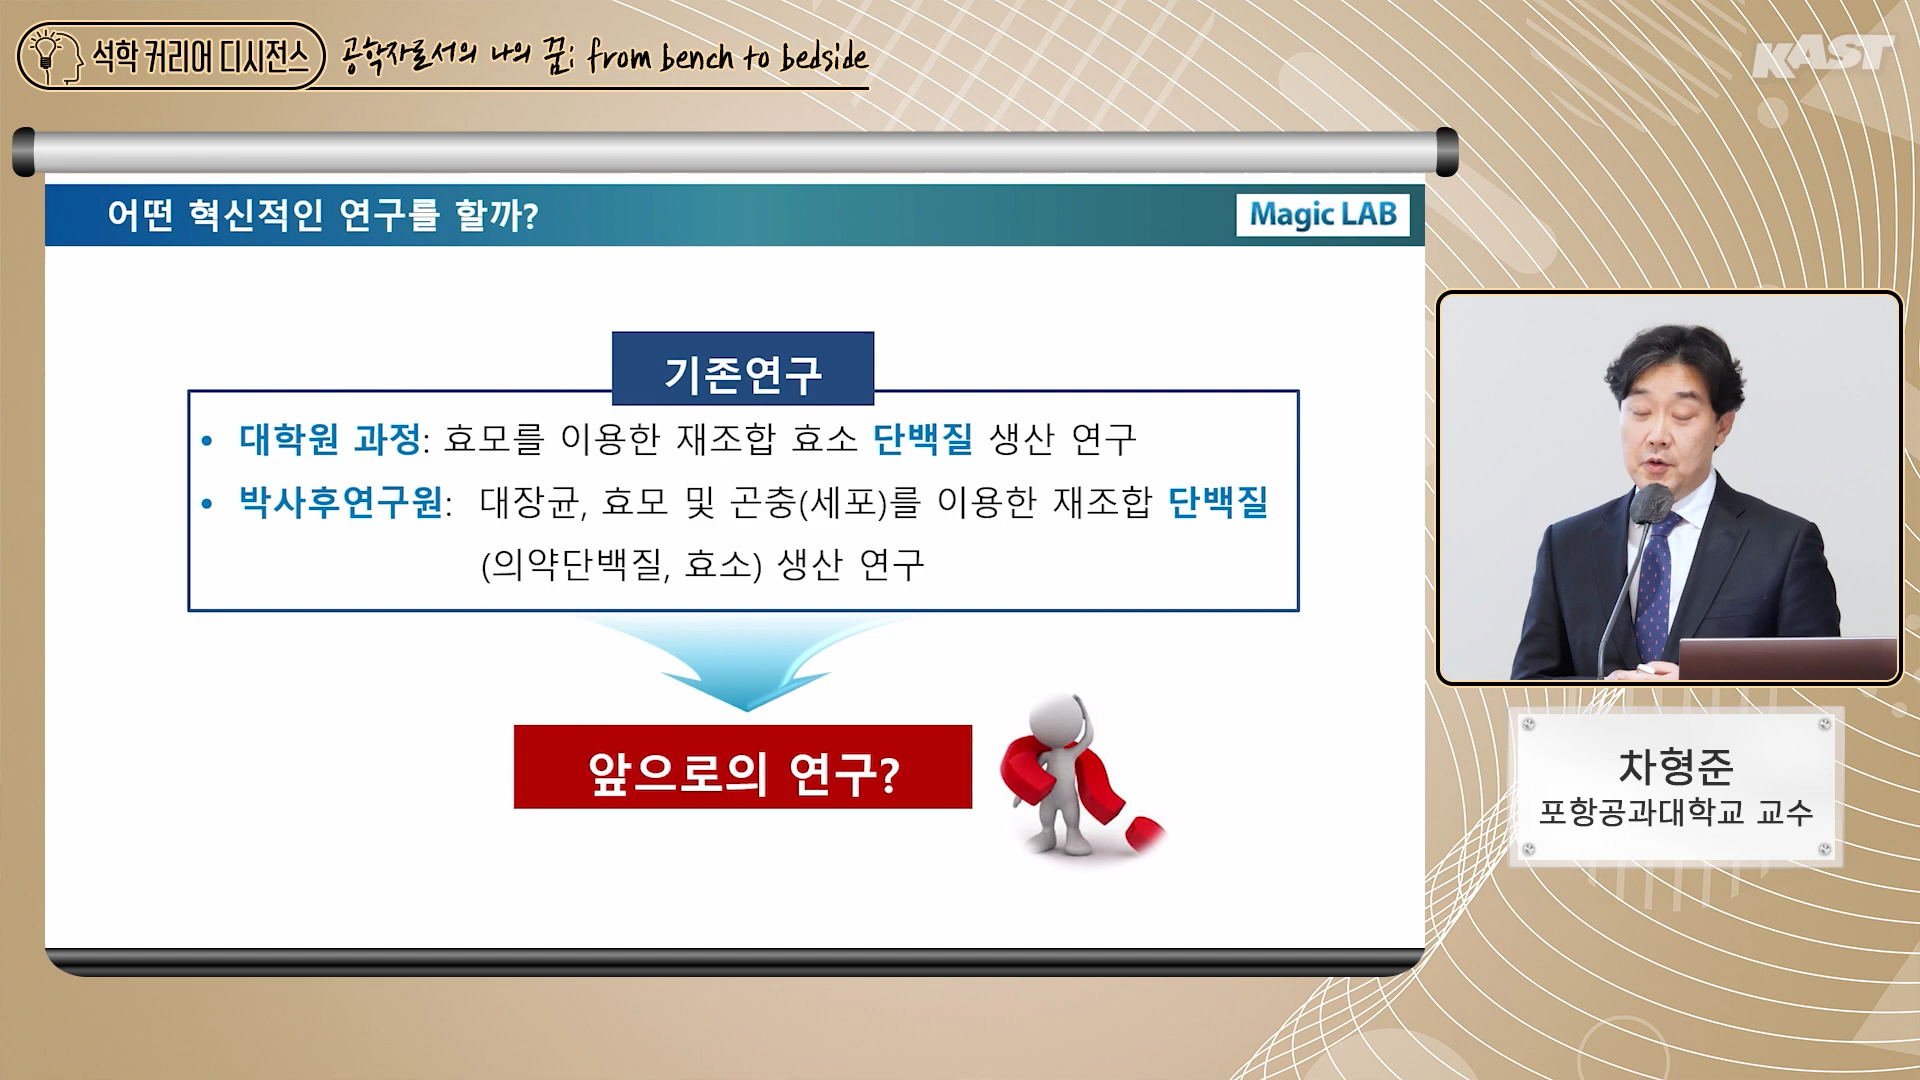 석학 커리어 디시전스
공학자로서의 나의 꿈; from bench to bedside
KAST
어떤 혁신적인 연구를 할까?
Magic LAB
기존연구
• 대학원 과정: 효모를 이용한 재조합 효소 단백질 생산 연구
• 박사후연구원: 대장균, 효모 및 곤충(세포)를 이용한 재조합 단백질
(의약단백질, 효소) 생산 연구
앞으로의 연구?
차형준
포항공과대학교 교수